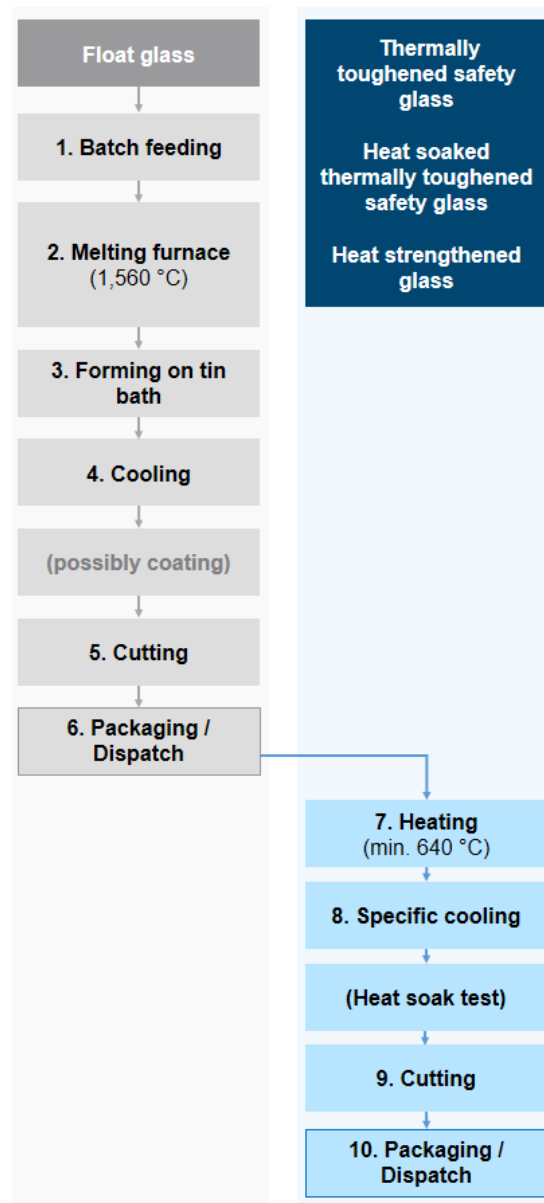 Float glass
1. Batch feeding
2. Melting furnace
(1,560 °C)
3. Forming on tin
bath
4. Cooling
(possibly coating)
5. Cutting
6. Packaging /
Dispatch
Thermally
toughened safety
glass
Heat soaked
thermally toughened
safety glass
Heat strengthened
glass
7. Heating
(min. 640 °C)
8. Specific cooling
(Heat soak test)
9. Cutting
10. Packaging /
Dispatch